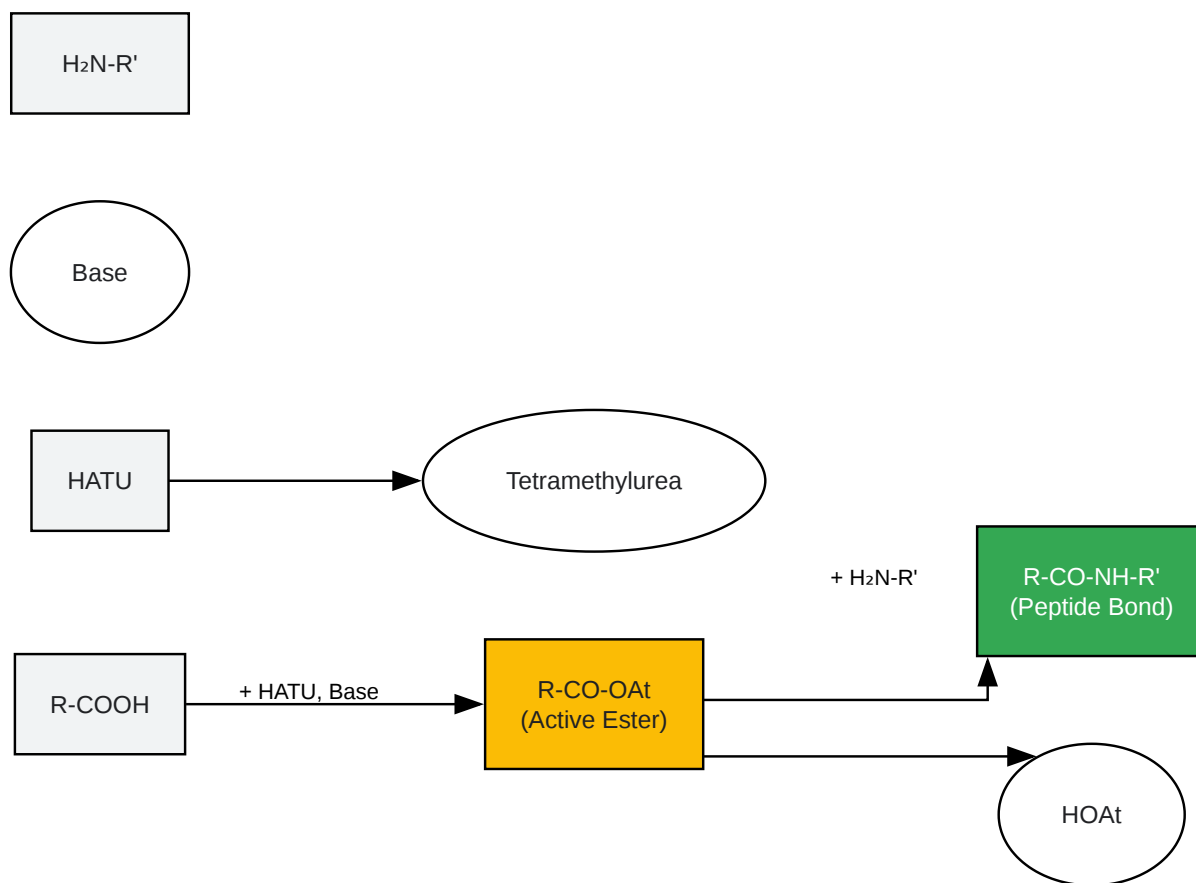 H₂N-R'
Base
HATU
Tetramethylurea
+ H₂N-R'
R-CO-NH-R'
(Peptide Bond)
R-COOH
+ HATU, Base
R-CO-OAt
(Active Ester)
HOAt